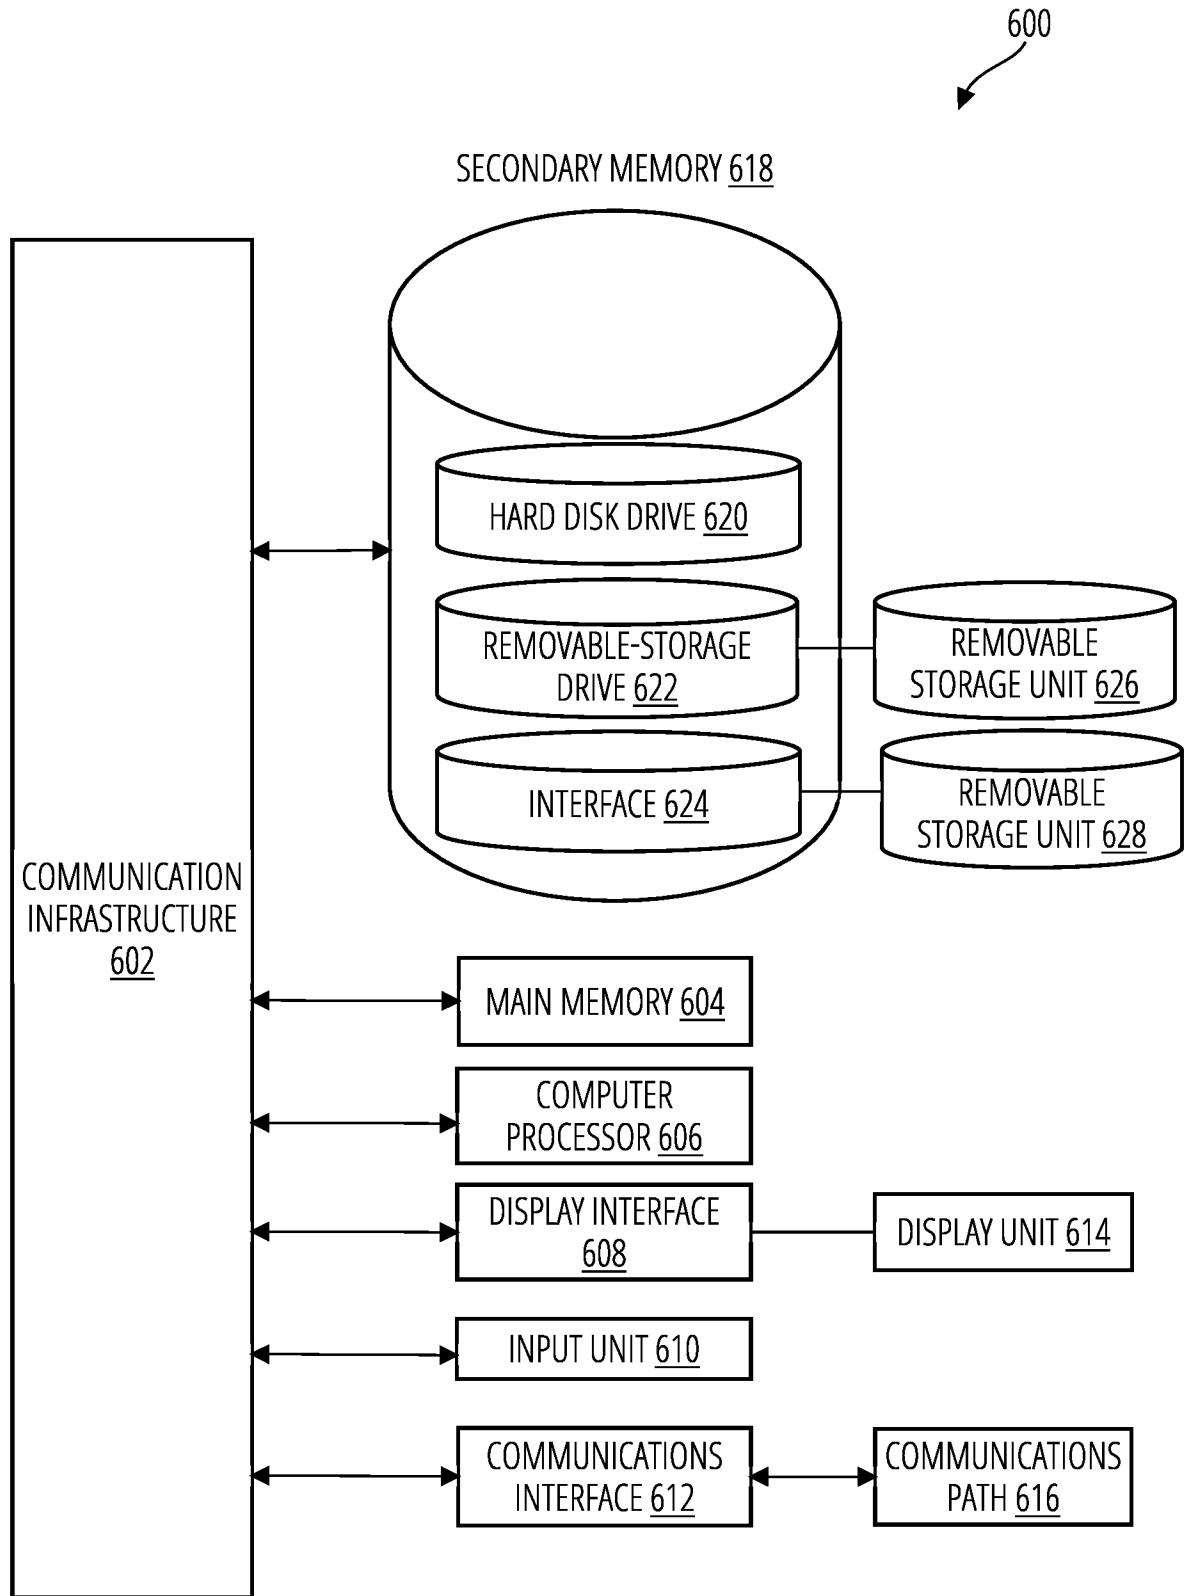 600
SECONDARY MEMORY 618
HARD DISK DRIVE 620
REMOVABLE-STORAGE
DRIVE 622
REMOVABLE
STORAGE UNIT 626
INTERFACE 624
REMOVABLE
STORAGE UNIT 628
COMMUNICATION
INFRASTRUCTURE
602
MAIN MEMORY 604
COMPUTER
PROCESSOR 606
DISPLAY INTERFACE
608
DISPLAY UNIT 614
INPUT UNIT 610
COMMUNICATIONS
INTERFACE 612
COMMUNICATIONS
PATH 616